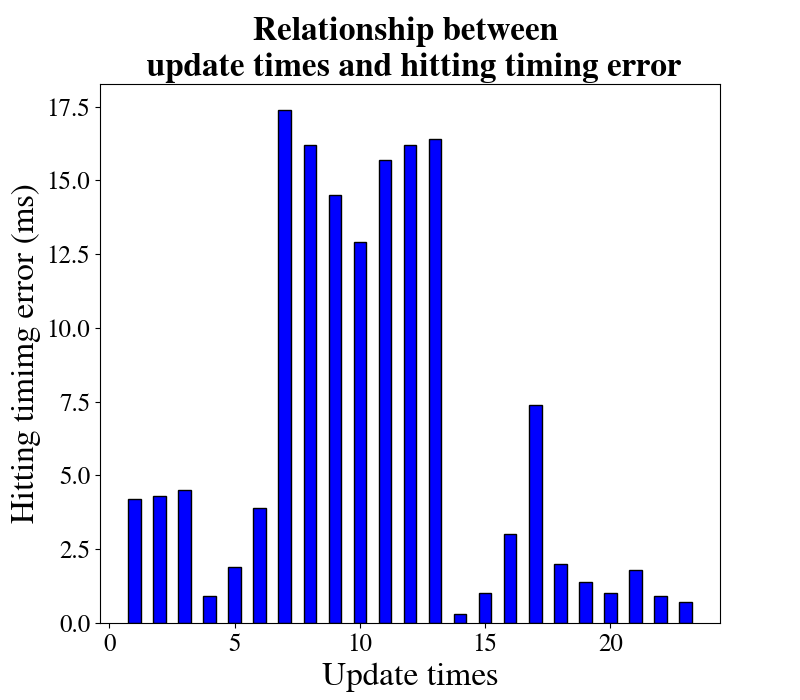 Relationship between
update times and hitting timing error
Hitting timimg error (ms)
17.5
15.0
12.5
10.0
7.5
5.0
2.5
0.0
0 5 10 15 20
Update times